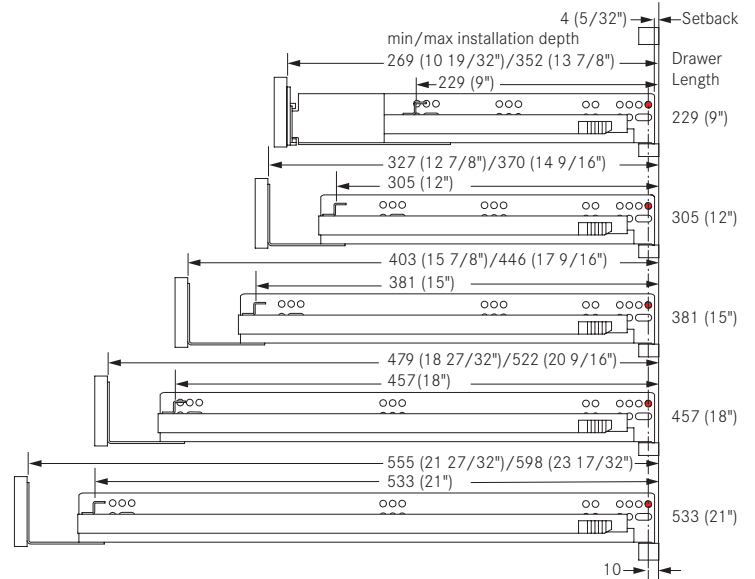 4 (5/32") Setback
min/max installation depth
269 (10 19/32")/352 (13 7/8")
Drawer
Length
229 (9")
229 (9")
327 (12 7/8")/370 (14 9/16")
305 (12")
305 (12")
403 (15 7/8")/446 (17 9/16")
381 (15")
381 (15")
479 (18 27/32")/522 (20 9/16")
457(18")
457 (18")
555 (21 27/32")/598 (23 17/32")
533 (21")
533 (21")
10